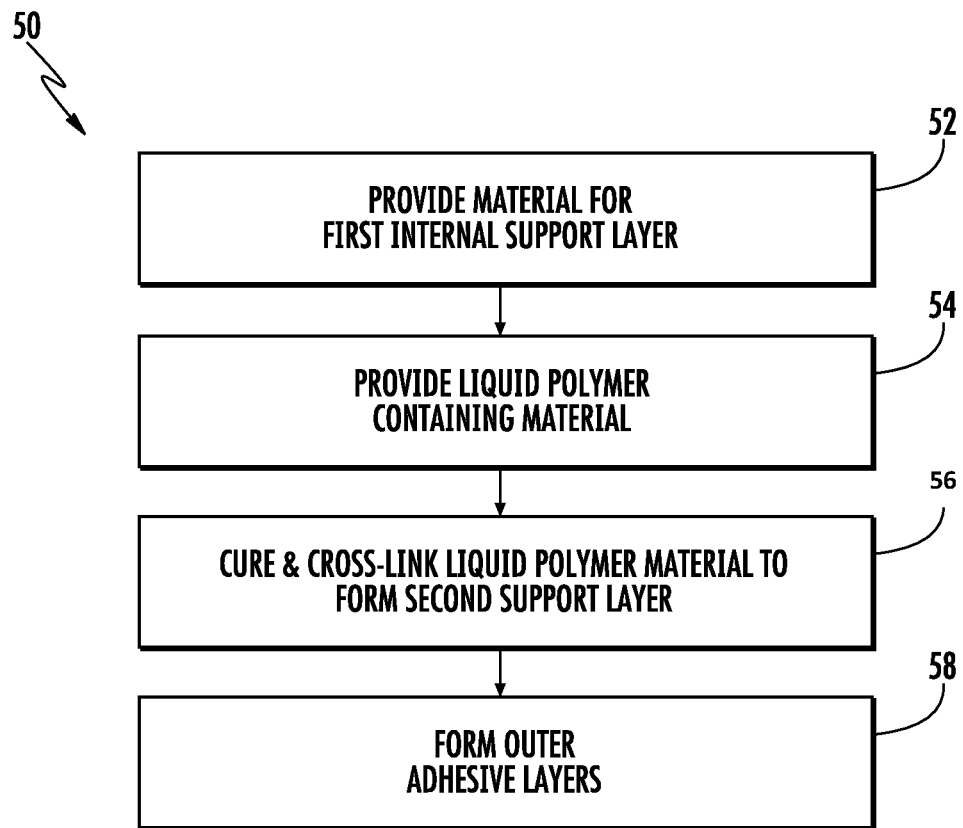 50
52
PROVIDE MATERIAL FOR
FIRST INTERNAL SUPPORT LAYER
54
PROVIDE LIQUID POLYMER
CONTAINING MATERIAL
56
CURE & CROSS-LINK LIQUID POLYMER MATERIAL TO
FORM SECOND SUPPORT LAYER
58
FORM OUTER
ADHESIVE LAYERS